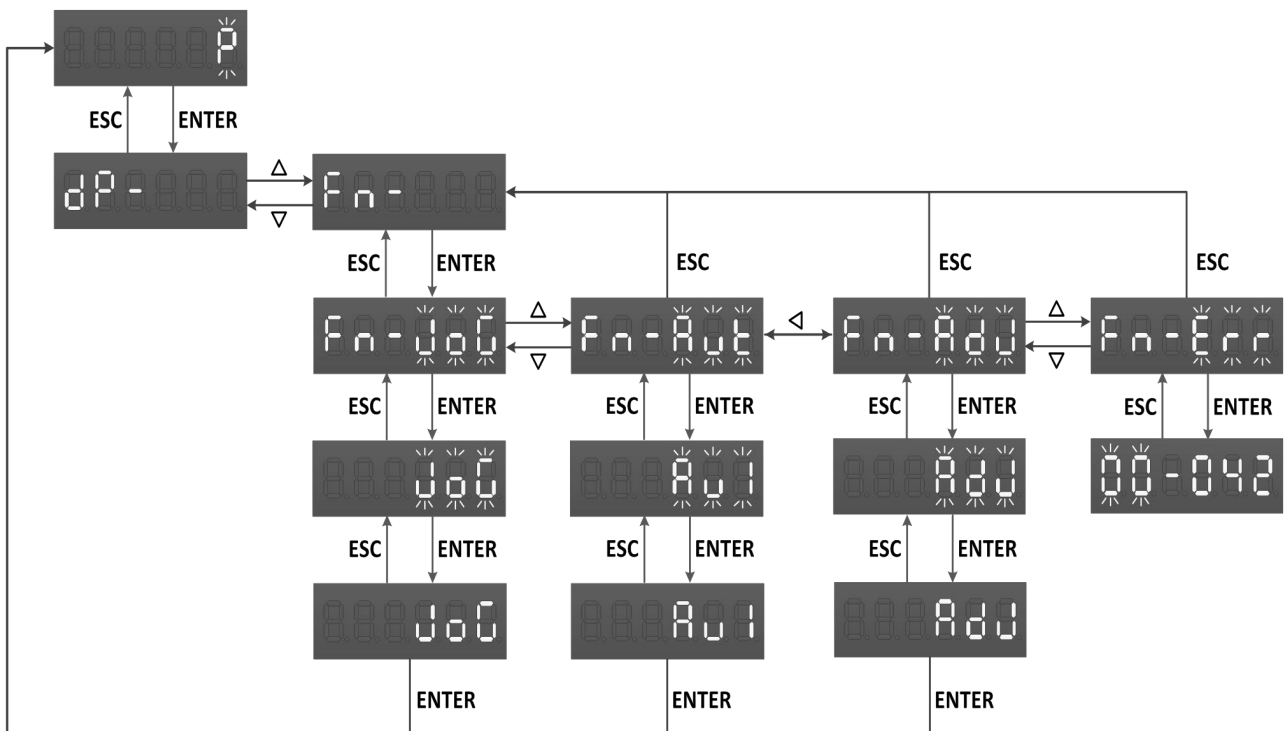 P
ESC ENTER
dP- △ ▽ Fn-
ESC ENTER ESC ESC ESC
Fn-JoG △ ▽ Fn-AUt ◁ Fn-AdJ △ ▽ Fn-Err
ESC ENTER ESC ENTER ESC ENTER ESC ENTER
JoG Au1 AdJ 00-042
ESC ENTER ESC ENTER ESC ENTER
JoG Au1 AdJ
ENTER ENTER ENTER